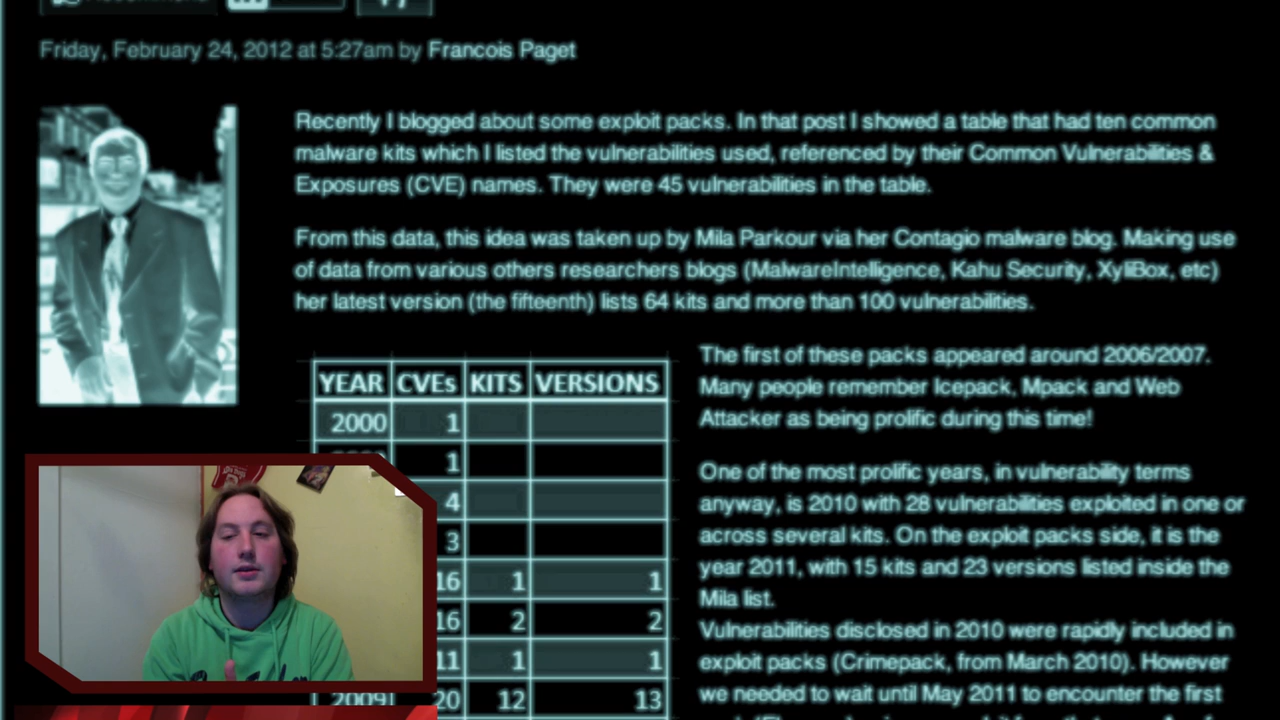 Friday, February 24, 2012 at 5:27am by Francois Paget
Recently I blogged about some exploit packs. In that post I showed a table that had ten common
malware kits which I listed the vulnerabilities used, referenced by their Common Vulnerabilities &
Exposures (CVE) names. They were 45 vulnerabilities in the table.
From this data, this idea was taken up by Mila Parkour via her Contagio malware blog. Making use
of data from various others researchers blogs (MalwareIntelligence, Kahu Security, XyliBox, etc)
her latest version (the fifteenth) lists 64 kits and more than 100 vulnerabilities.
YEAR CVEs KITS VERSIONS
2000 1
1
4
3
16 1 1
16 2 2
11 1 1
2009 20 12 13
The first of these packs appeared around 2006/2007.
Many people remember Icepack, Mpack and Web
Attacker as being prolific during this time!
One of the most prolific years, in vulnerability terms
anyway, is 2010 with 28 vulnerabilities exploited in one or
across several kits. On the exploit packs side, it is the
year 2011, with 15 kits and 23 versions listed inside the
Mila list.
Vulnerabilities disclosed in 2010 were rapidly included in
exploit packs (Crimepack, from March 2010). However
we needed to wait until May 2011 to encounter the first